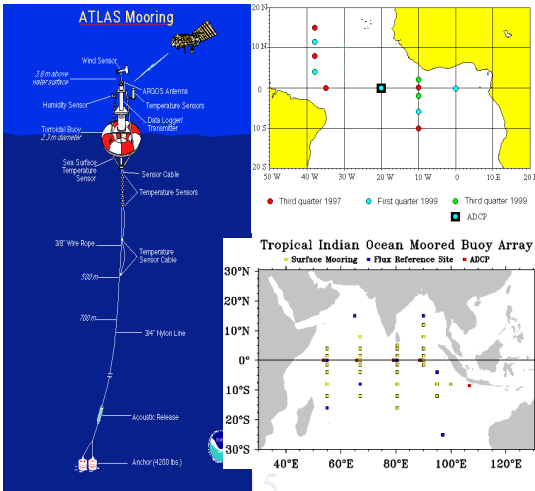 ATLAS Mooring
Wind Sensor
3.8 m above
water surface
ARGOS Antenna
Humidity Sensor
Temperature Sensors
Data Logger/
Transmitter
Torroidal Buoy
2.3 m diameter
Sea Surface
Temperature
Sensor
Sensor Cable
Temperature Sensors
3/8" Wire Rope
Temperature
Sensor Cable
500 m
700 m
3/4" Nylon Line
Acoustic Release
Anchor (4200 lbs.)
20 N
10 N
0
10 S
20 S
50 W 40 W 30 W 20 W 10 W 0 10 E 20 E
Third quarter 1997 First quarter 1999 Third quarter 1999
ADCP
Tropical Indian Ocean Moored Buoy Array
Surface Mooring Flux Reference Site ADCP
30°N
20°N
10°N
0°
10°S
20°S
30°S
40°E 60°E 80°E 100°E 120°E
5